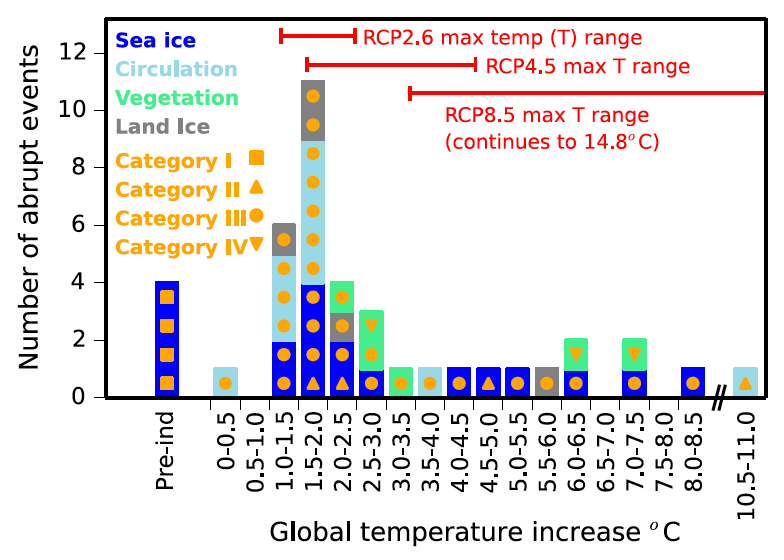 Number of abrupt events
12
10
8
6
4
2
0
Sea ice
Circulation
Vegetation
Land Ice
Category I
Category II
Category III
Category IV
RCP2.6 max temp (T) range
RCP4.5 max T range
RCP8.5 max T range
(continues to 14.8°C)
Pre-ind
0-0.5
0.5-1.0
1.0-1.5
1.5-2.0
2.0-2.5
2.5-3.0
3.0-3.5
3.5-4.0
4.0-4.5
4.5-5.0
5.0-5.5
5.5-6.0
6.0-6.5
6.5-7.0
7.0-7.5
7.5-8.0
8.0-8.5
10.5-11.0
Global temperature increase °C